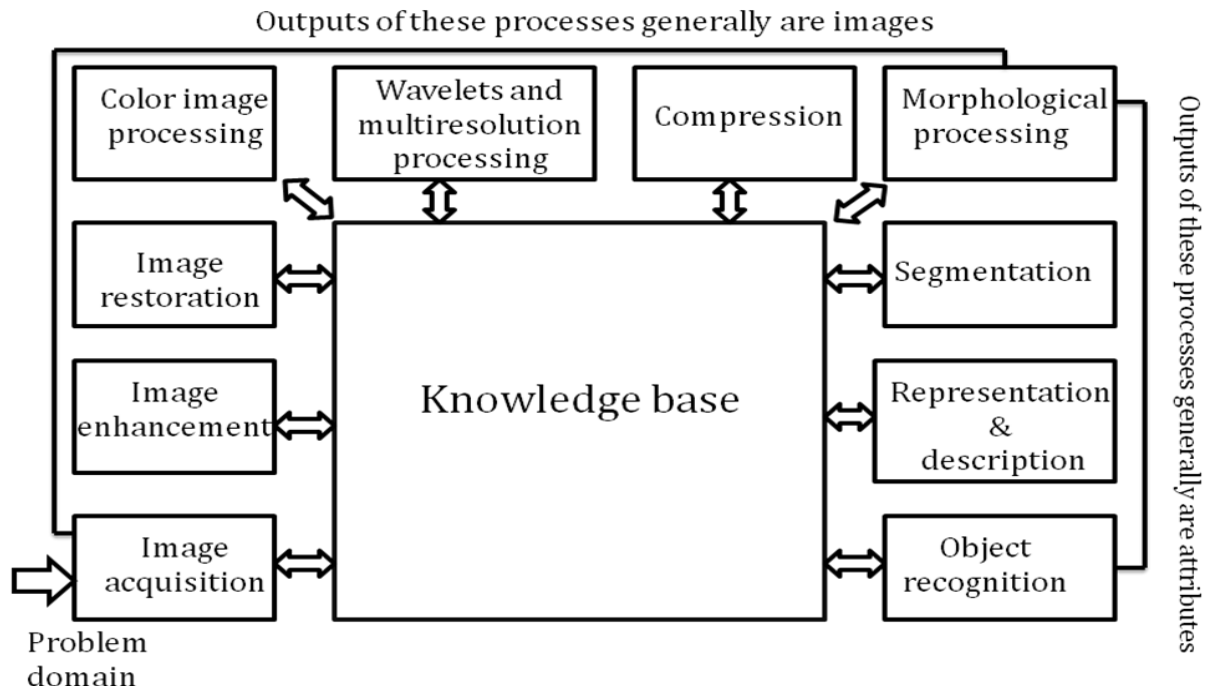 Outputs of these processes generally are images
Color image
processing
Wavelets and
multiresolution
processing
Compression
Morphological
processing
Image
restoration
Segmentation
Image
enhancement
Knowledge base
Representation
&
description
Image
acquisition
Object
recognition
Problem
domain
Outputs of these processes generally are attributes